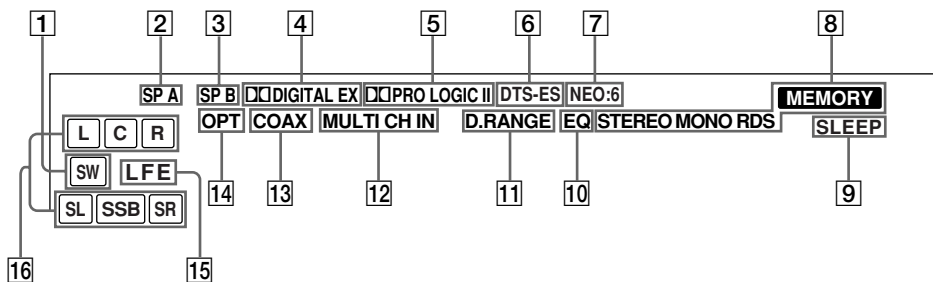 1 2 3 4 5 6 7 8
SP A SP B DIGITAL EX PRO LOGIC II DTS-ES NEO:6 MEMORY
OPT COAX MULTI CH IN D.RANGE EQ STEREO MONO RDS SLEEP
L C R
SW LFE
SL SSB SR
14 13 12 11 10 9
16 15